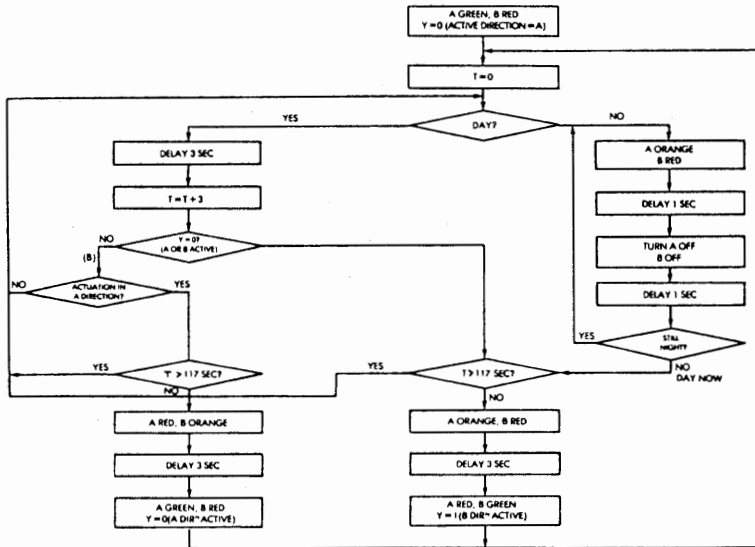 A GREEN, B RED
Y=0 (ACTIVE DIRECTION=A)
T=0
DAY?
YES
NO
DELAY 3 SEC
T=T+3
Y=0?
(A OR B ACTIVE)
NO
(B)
ACTUATION IN
A DIRECTION?
NO
YES
A ORANGE
B RED
DELAY 1 SEC
TURN A OFF
B OFF
DELAY 1 SEC
STILL
NIGHT?
YES
NO
DAY NOW
"T" > 117 SEC?
YES
NO
T>117 SEC?
YES
NO
A RED, B ORANGE
DELAY 3 SEC
A GREEN, B RED
Y=0(A DIR~ACTIVE)
A ORANGE, B RED
DELAY 3 SEC
A RED, B GREEN
Y=1(B DIR~ACTIVE)